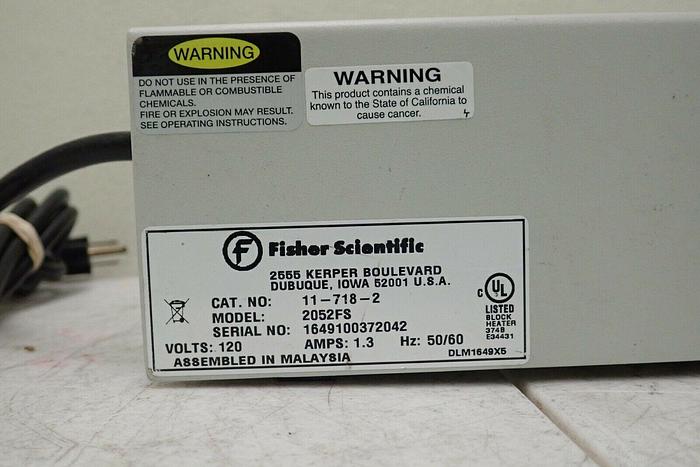 WARNING
DO NOT USE IN THE PRESENCE OF
FLAMMABLE OR COMBUSTIBLE
CHEMICALS.
FIRE OR EXPLOSION MAY RESULT.
SEE OPERATING INSTRUCTIONS.
WARNING
This product contains a chemical
known to the State of California to
cause cancer.
Fisher Scientific
2555 KERPER BOULEVARD
DUBUQUE, IOWA 52001 U.S.A.
CAT. NO: 11-718-2
MODEL: 2052FS
SERIAL NO: 1649100372042
VOLTS: 120 AMPS: 1.3 Hz: 50/60
ASSEMBLED IN MALAYSIA
C UL
LISTED
BLOCK
HEATER
374B
E34431
DLM1649X5